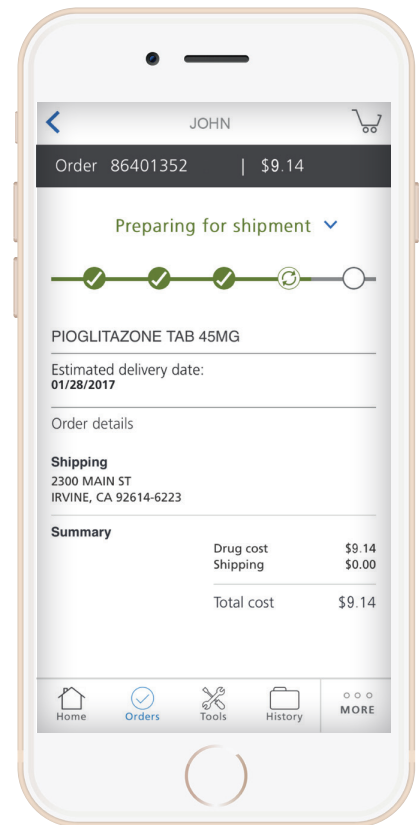 JOHN
Order 86401352 | $9.14
Preparing for shipment
PIOGLITAZONE TAB 45MG
Estimated delivery date:
01/28/2017
Order details
Shipping
2300 MAIN ST
IRVINE, CA 92614-6223
Summary
Drug cost $9.14
Shipping $0.00
Total cost $9.14
Home Orders Tools History MORE